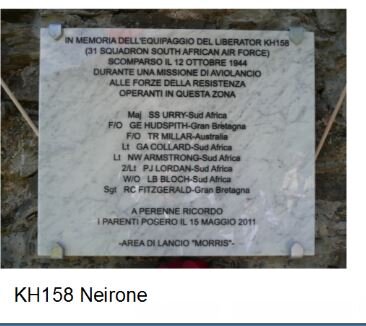 IN MEMORIA DELL'EQUIPAGGIO DEL LIBERATOR KH158
(31 SQUADRON SOUTH AFRICAN AIR FORCE)
SCOMPARSO IL 12 OTTOBRE 1944
DURANTE UNA MISSIONE DI AVIOLANCIO
ALLE FORZE DELLA RESISTENZA
OPERANTI IN QUESTA ZONA
Maj SS URRY-Sud Africa
F/O GE HUDSPITH-Gran Bretagna
F/O TR MILLAR-Australia
Lt GA COLLARD-Sud Africa
Lt NW ARMSTRONG-Sud Africa
2/Lt PJ LORDAN-Sud Africa
W/O LB BLOCH-Sud Africa
Sgt RC FITZGERALD-Gran Bretagna
A PERENNE RICORDO
I PARENTI POSERO IL 15 MAGGIO 2011
-AREA DI LANCIO "MORRIS"-
KH158 Neirone